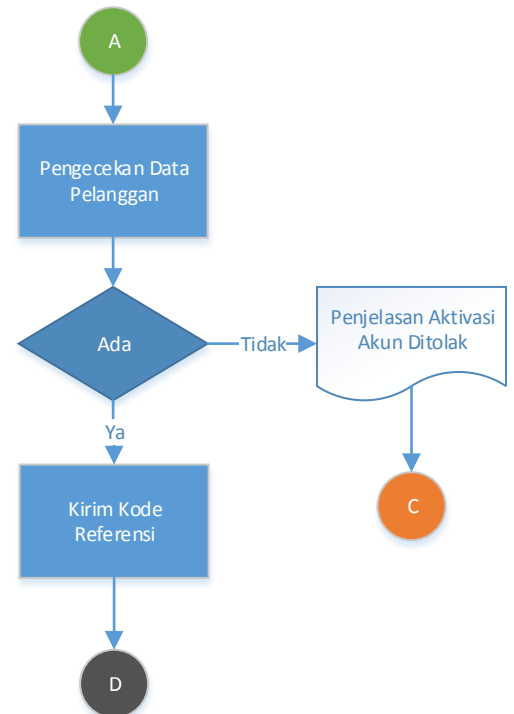 A
Pengecekan Data
Pelanggan
Ada
Tidak
Penjelasan Aktivasi
Akun Ditolak
Ya
Kirim Kode
Referensi
C
D